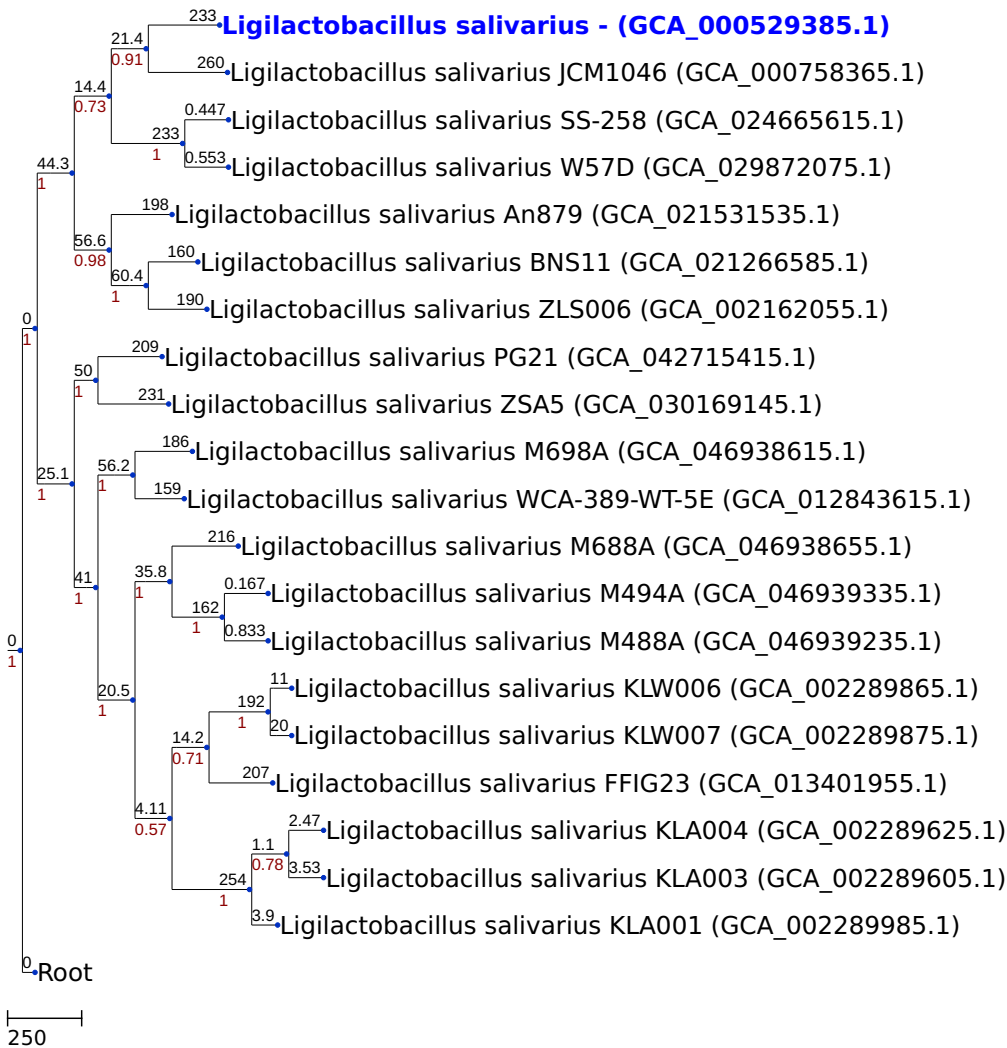 233
Ligilactobacillus salivarius - (GCA_000529385.1)
21.4
0.91
260
Ligilactobacillus salivarius JCM1046 (GCA_000758365.1)
14.4
0.73
0.447
Ligilactobacillus salivarius SS-258 (GCA_024665615.1)
233
1
0.553
Ligilactobacillus salivarius W57D (GCA_029872075.1)
44.3
1
198
Ligilactobacillus salivarius An879 (GCA_021531535.1)
56.6
0.98
160
Ligilactobacillus salivarius BNS11 (GCA_021266585.1)
60.4
1
190
Ligilactobacillus salivarius ZLS006 (GCA_002162055.1)
0
1
209
Ligilactobacillus salivarius PG21 (GCA_042715415.1)
50
1
231
Ligilactobacillus salivarius ZSA5 (GCA_030169145.1)
186
Ligilactobacillus salivarius M698A (GCA_046938615.1)
25.1
1
56.2
1
159
Ligilactobacillus salivarius WCA-389-WT-5E (GCA_012843615.1)
216
Ligilactobacillus salivarius M688A (GCA_046938655.1)
41
1
35.8
1
0.167
Ligilactobacillus salivarius M494A (GCA_046939335.1)
162
1
0.833
Ligilactobacillus salivarius M488A (GCA_046939235.1)
0
1
11
Ligilactobacillus salivarius KLW006 (GCA_002289865.1)
20.5
1
192
1
20
Ligilactobacillus salivarius KLW007 (GCA_002289875.1)
14.2
0.71
207
Ligilactobacillus salivarius FFIG23 (GCA_013401955.1)
4.11
0.57
2.47
Ligilactobacillus salivarius KLA004 (GCA_002289625.1)
1.1
0.78
3.53
Ligilactobacillus salivarius KLA003 (GCA_002289605.1)
254
1
3.9
Ligilactobacillus salivarius KLA001 (GCA_002289985.1)
0
Root
250